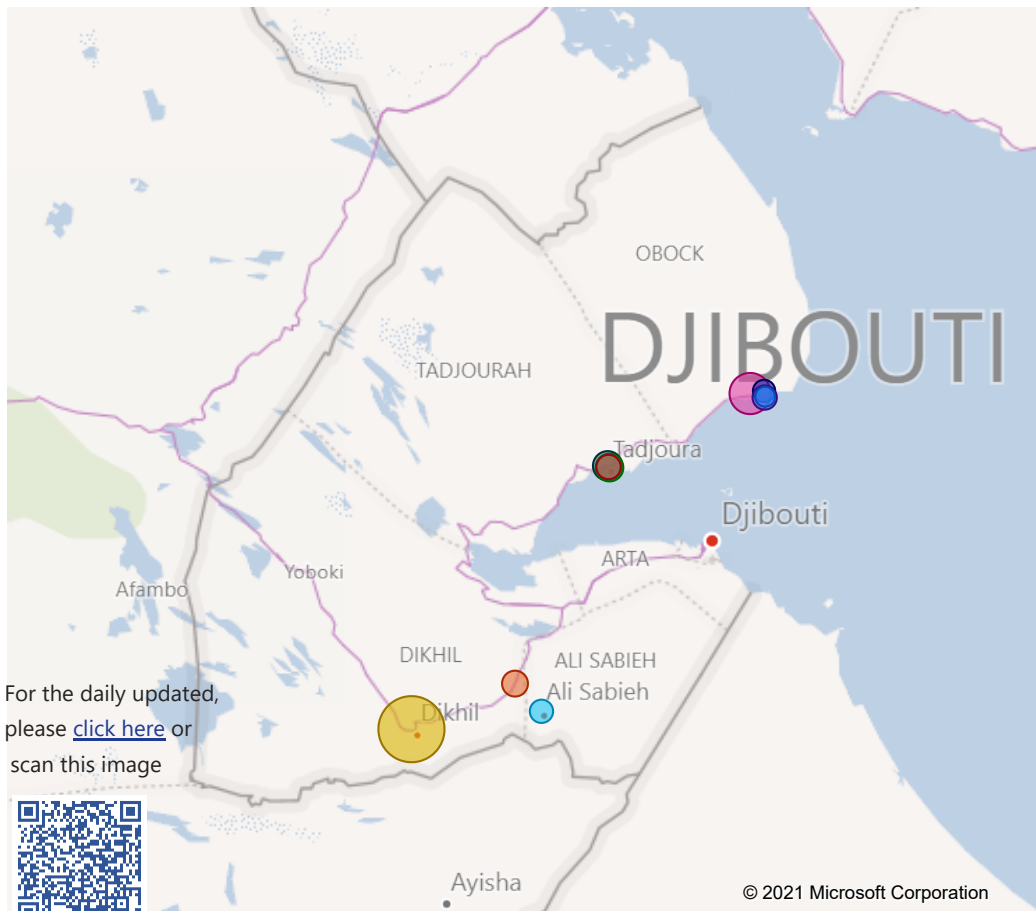 OBOCK
DJIBOUTI
TADJOURAH
Tadjoura
Djibouti
ARTA
Yoboki
Afambo
DIKHIL
ALI SABIEH
Ali Sabieh
Dikhil
For the daily updated,
please click here or
scan this image
Ayisha
© 2021 Microsoft Corporation